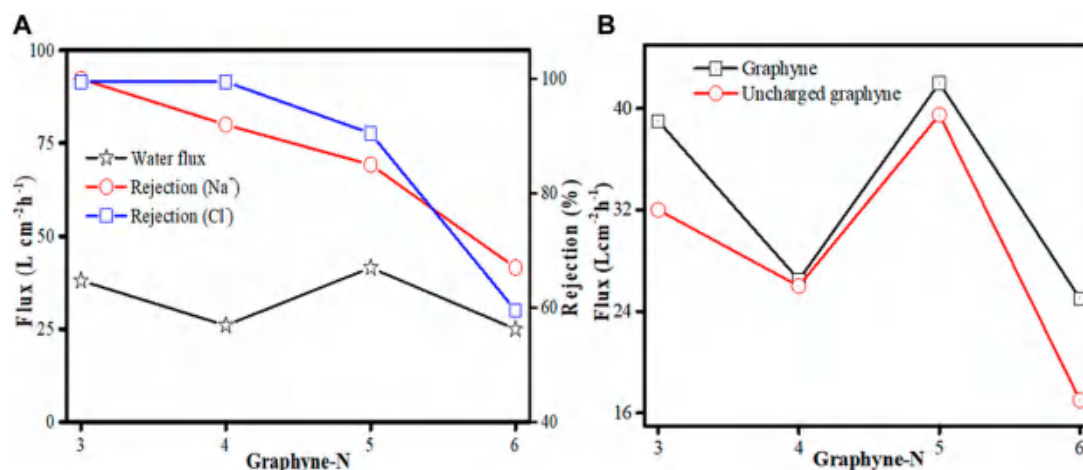 A
100
75
50
25
0
Flux (L cm⁻²h⁻¹)
Water flux
Rejection (Na⁺)
Rejection (Cl⁻)
100
80
60
40
Rejection (%)
3 4 5 6
Graphyne-N
B
40
32
24
16
Flux (Lcm⁻²h⁻¹)
Graphyne
Uncharged graphyne
3 4 5 6
Graphyne-N